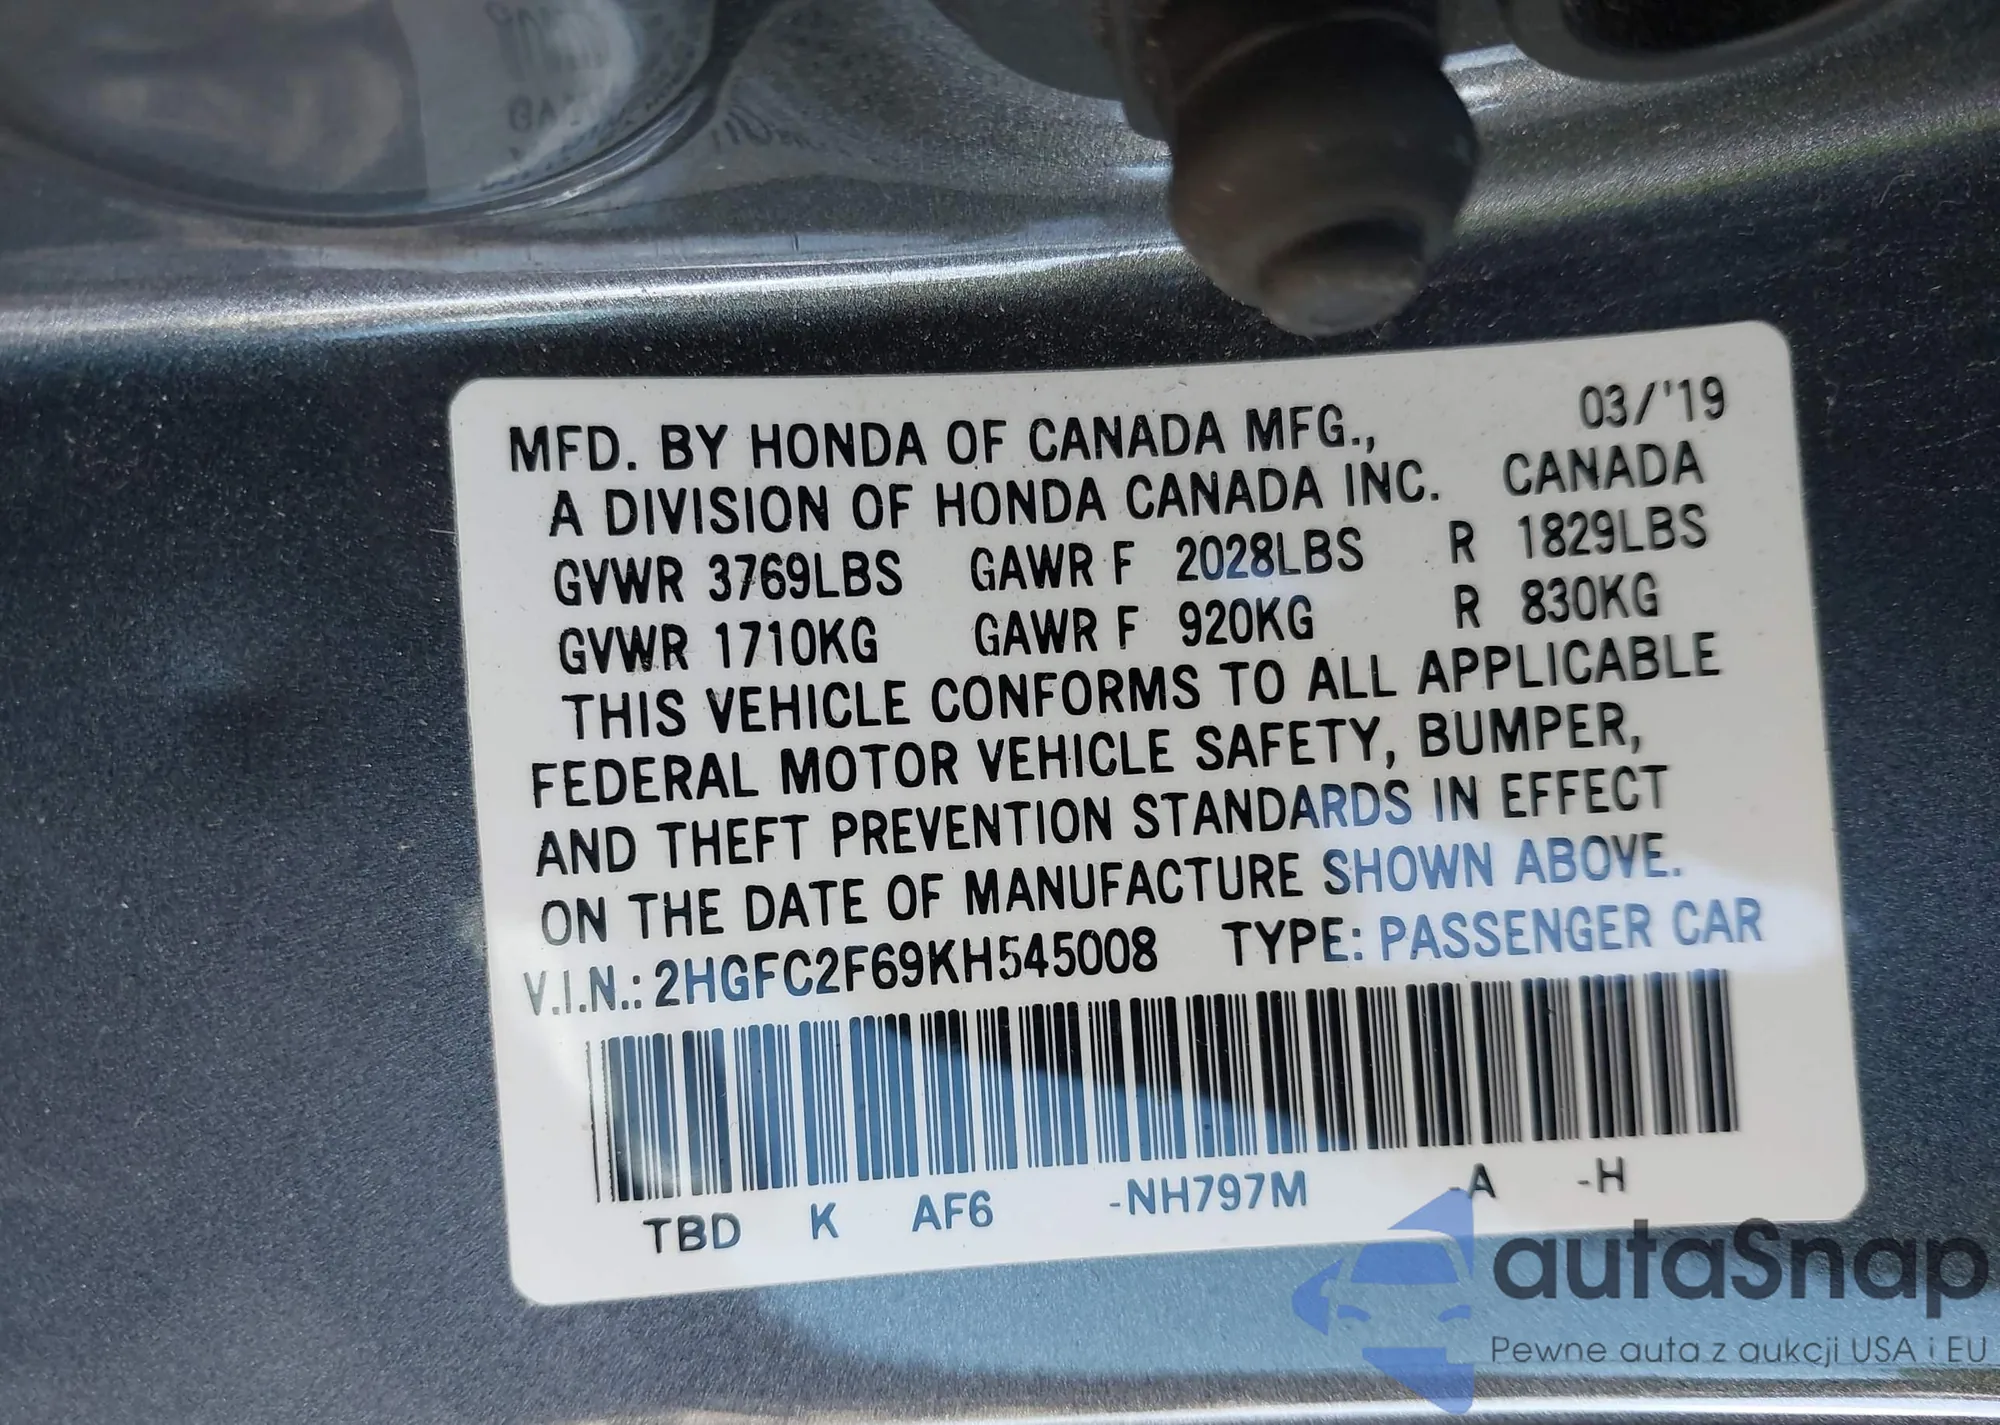 MFD. BY HONDA OF CANADA MFG., 03/'19
A DIVISION OF HONDA CANADA INC. CANADA
GVWR 3769LBS GAWR F 2028LBS R 1829LBS
GVWR 1710KG GAWR F 920KG R 830KG
THIS VEHICLE CONFORMS TO ALL APPLICABLE
FEDERAL MOTOR VEHICLE SAFETY, BUMPER,
AND THEFT PREVENTION STANDARDS IN EFFECT
ON THE DATE OF MANUFACTURE SHOWN ABOVE.
V.I.N.: 2HGFC2F69KH545008 TYPE: PASSENGER CAR
TBD K AF6 -NH797M -A -H
autaSnap
Pewne auta z aukcji USA i EU